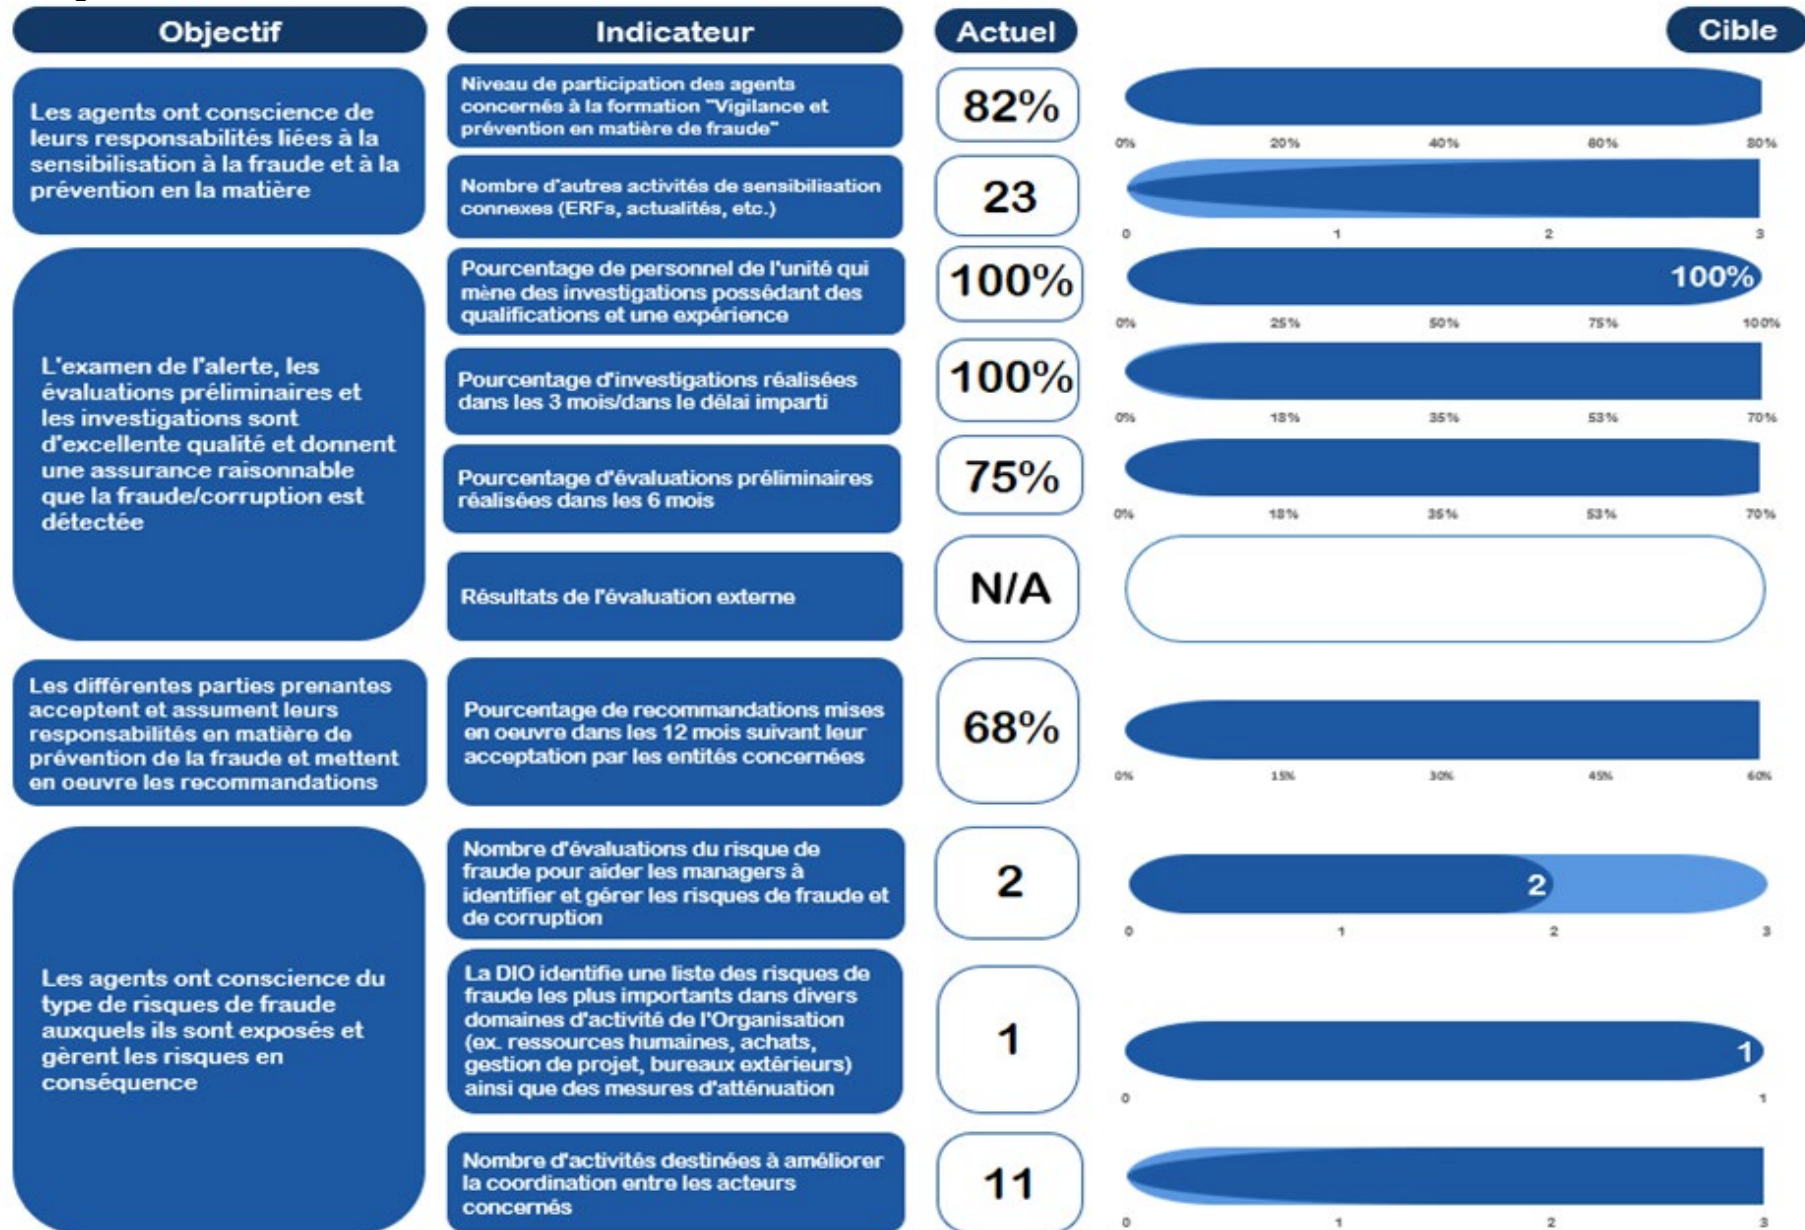 Objectif
Indicateur
Actuel
Cible
Les agents ont conscience de
leurs responsabilités liées à la
sensibilisation à la fraude et à la
prévention en la matière
Niveau de participation des agents
concernés à la formation "Vigilance et
prévention en matière de fraude"
82%
0% 20% 40% 60% 80%
Nombre d'autres activités de sensibilisation
connexes (ERFs, actualités, etc.)
23
0 1 2 3
L'examen de l'alerte, les
évaluations préliminaires et
les investigations sont
d'excellente qualité et donnent
une assurance raisonnable
que la fraude/corruption est
détectée
Pourcentage de personnel de l'unité qui
mène des investigations possédant des
qualifications et une expérience
100%
100%
0% 25% 50% 75% 100%
Pourcentage d'investigations réalisées
dans les 3 mois/dans le délai imparti
100%
0% 18% 35% 53% 70%
Pourcentage d'évaluations préliminaires
réalisées dans les 6 mois
75%
0% 18% 35% 53% 70%
Résultats de l'évaluation externe
N/A
Les différentes parties prenantes
acceptent et assument leurs
responsabilités en matière de
prévention de la fraude et mettent
en oeuvre les recommandations
Pourcentage de recommandations mises
en oeuvre dans les 12 mois suivant leur
acceptation par les entités concernées
68%
0% 15% 30% 45% 60%
Les agents ont conscience du
type de risques de fraude
auxquels ils sont exposés et
gèrent les risques en
conséquence
Nombre d'évaluations du risque de
fraude pour aider les managers à
identifier et gérer les risques de fraude et
de corruption
2
2
0 1 2 3
La DIO identifie une liste des risques de
fraude les plus importants dans divers
domaines d'activité de l'Organisation
(ex. ressources humaines, achats,
gestion de projet, bureaux extérieurs)
ainsi que des mesures d'atténuation
1
1
0 1
Nombre d'activités destinées à améliorer
la coordination entre les acteurs
concernés
11
0 1 2 3